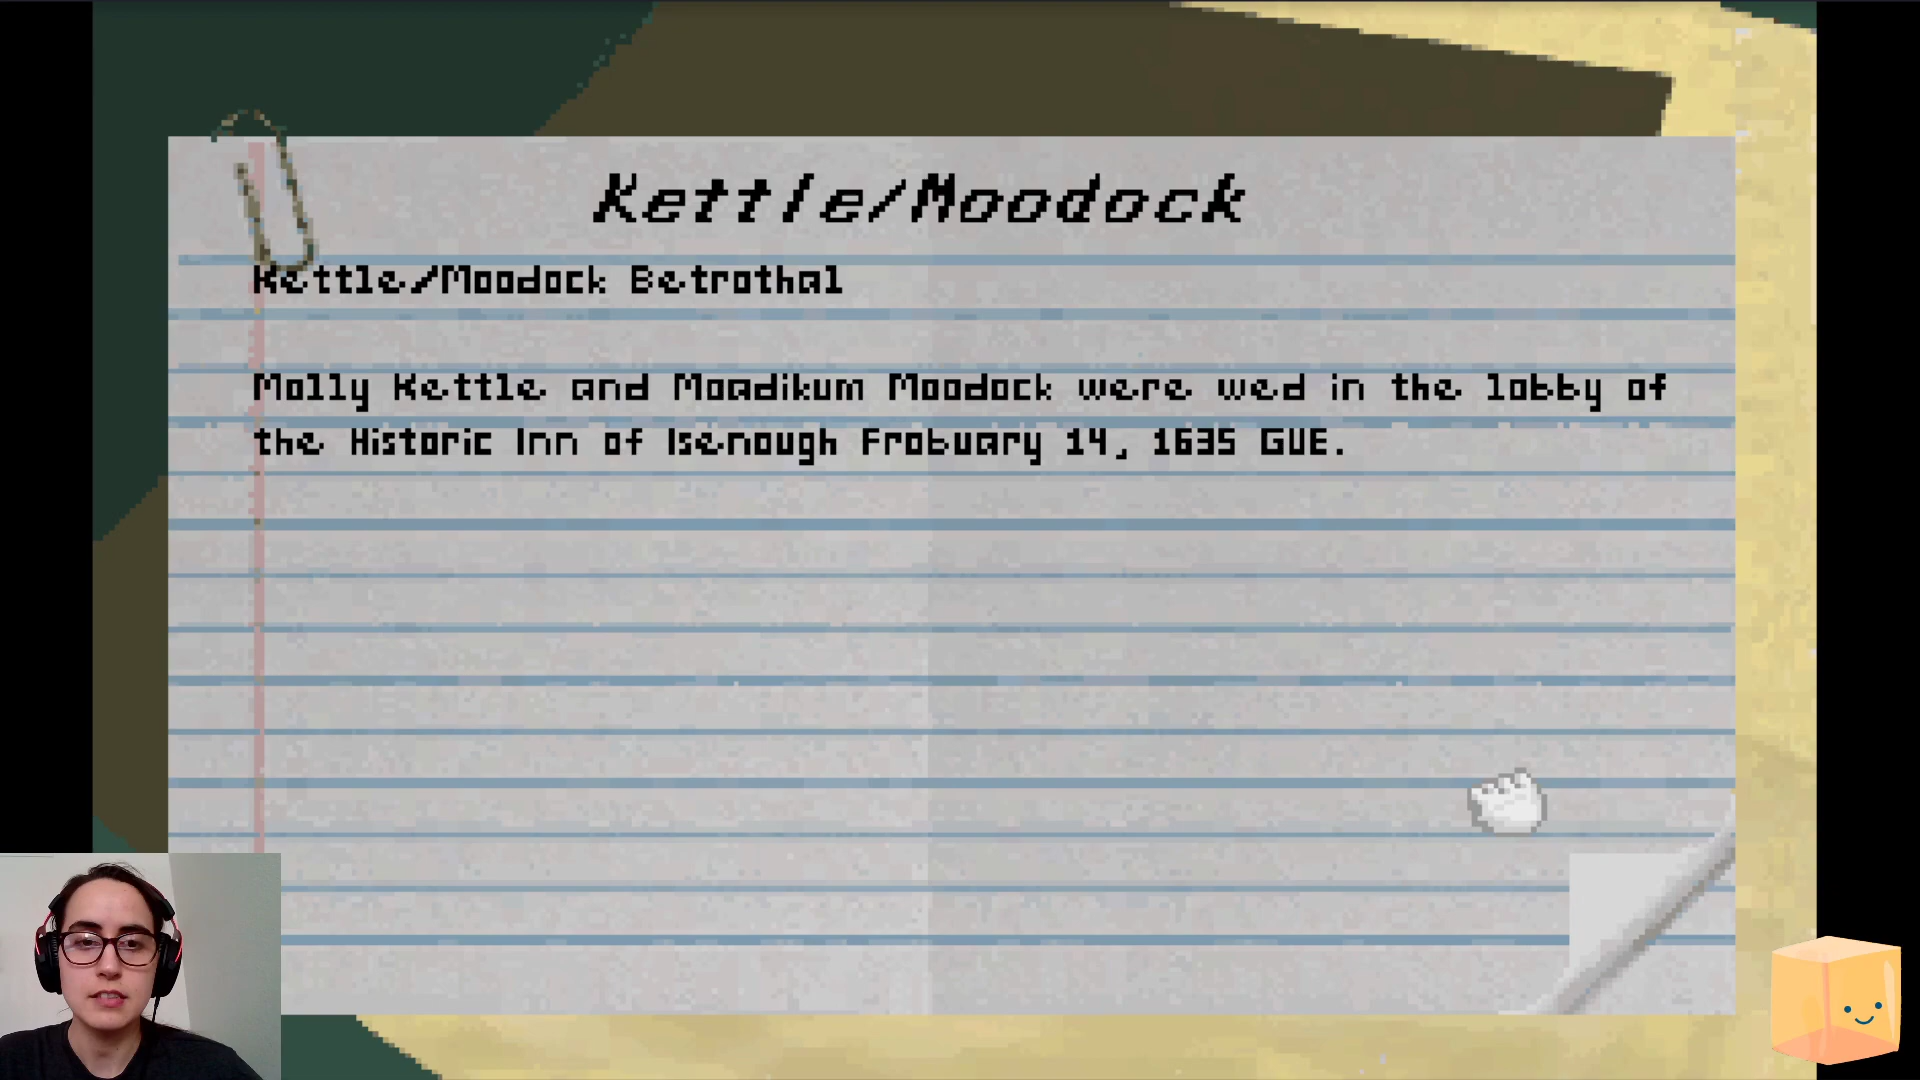 Kettle/Moodock
Kettle/Moodock Betrothal
Molly Kettle and Moadikum Moodock were wed in the lobby of
the Historic Inn of Isenough Frobuary 14, 1635 GUE.